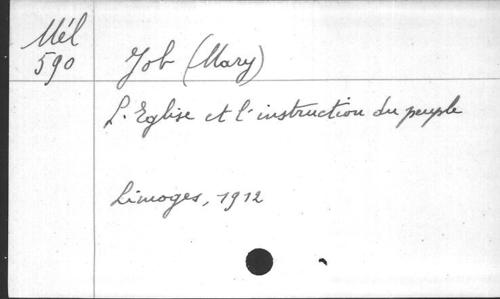 Mél
590
Job (Mary)
L'Eglise et l'instruction du peuple
Limoges, 1912